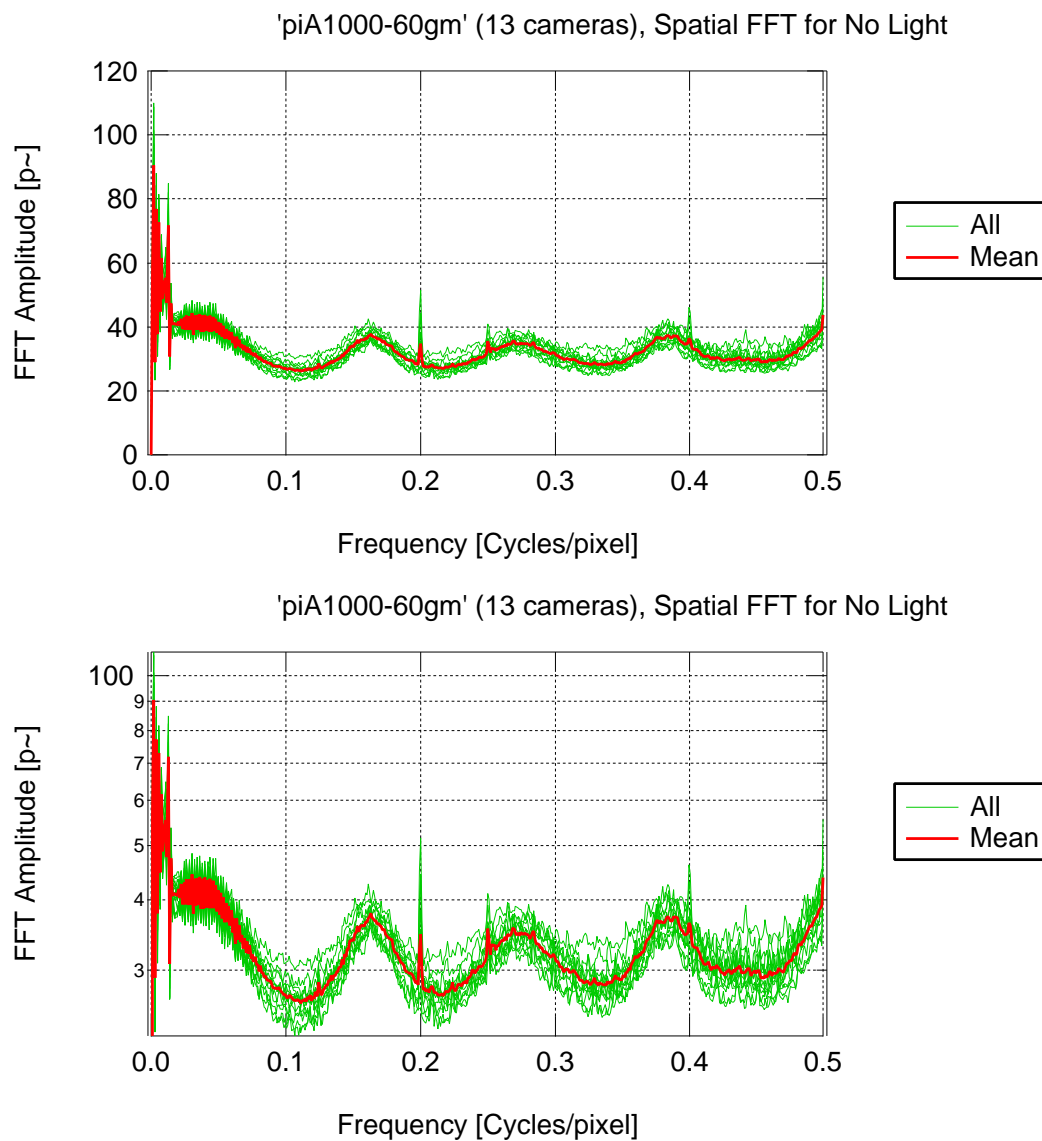 'piA1000-60gm' (13 cameras), Spatial FFT for No Light
120
100
80
60
40
20
0
FFT Amplitude [p~]
0.0 0.1 0.2 0.3 0.4 0.5
Frequency [Cycles/pixel]
All
Mean
'piA1000-60gm' (13 cameras), Spatial FFT for No Light
100
9
8
7
6
5
4
3
FFT Amplitude [p~]
0.0 0.1 0.2 0.3 0.4 0.5
Frequency [Cycles/pixel]
All
Mean